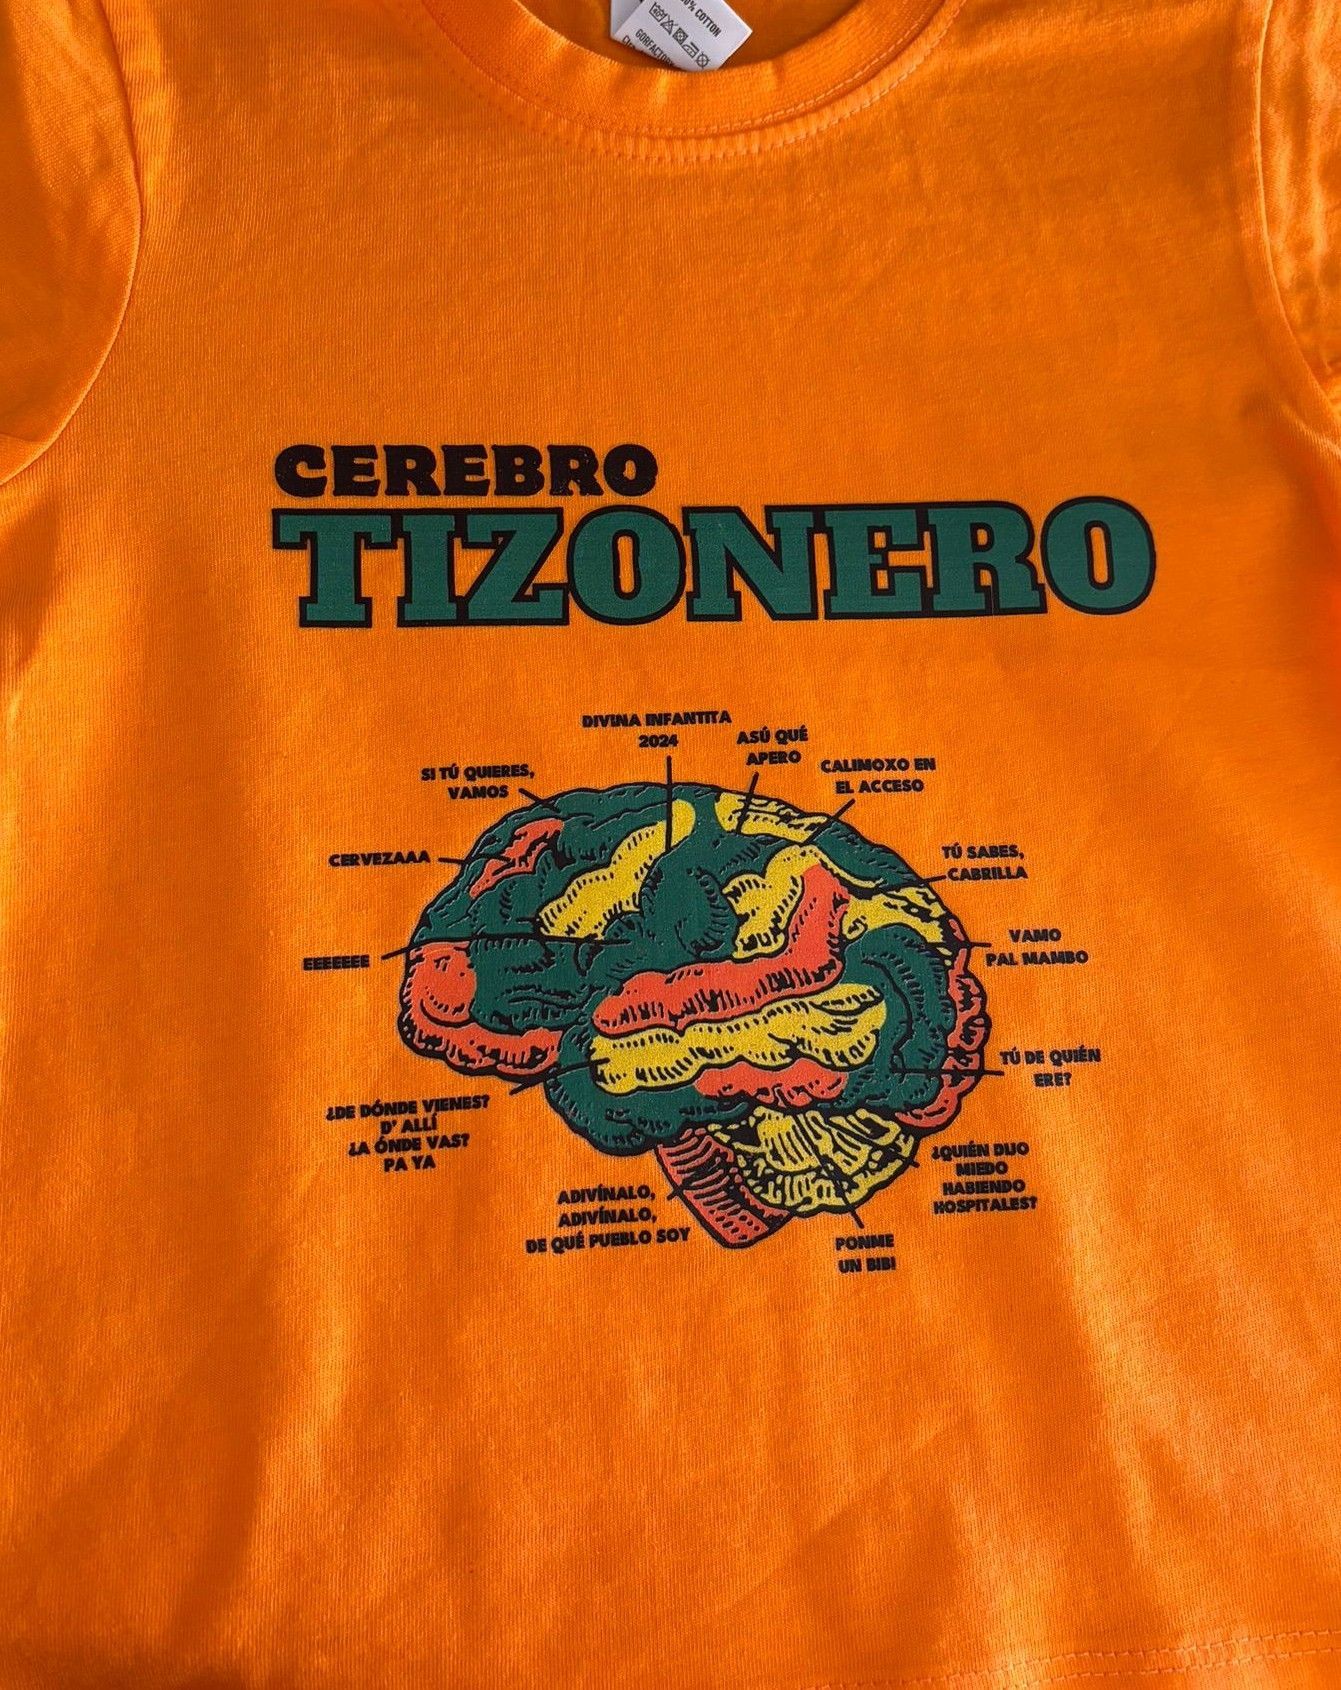 COTTON
CEREBRO
TIZONERO
DIVINA INFANTITA
2024
ASÚ QUÉ
APERO
SI TÚ QUIERES,
VAMOS
CALIMOXO EN
EL ACCESO
CERVEZAAA
TÚ SABES,
CABRILLA
EEEEEEE
VAMO
PAL MAMBO
TÚ DE QUIÉN
ERE?
¿DE DÓNDE VIENES?
D' ALLÍ
¿A ÓNDE VAS?
PA YA
¿QUIÉN DIJO
MIEDO
HABIENDO
HOSPITALES?
ADIVÍNALO,
ADIVÍNALO,
DE QUÉ PUEBLO SOY
PONME
UN BIBI